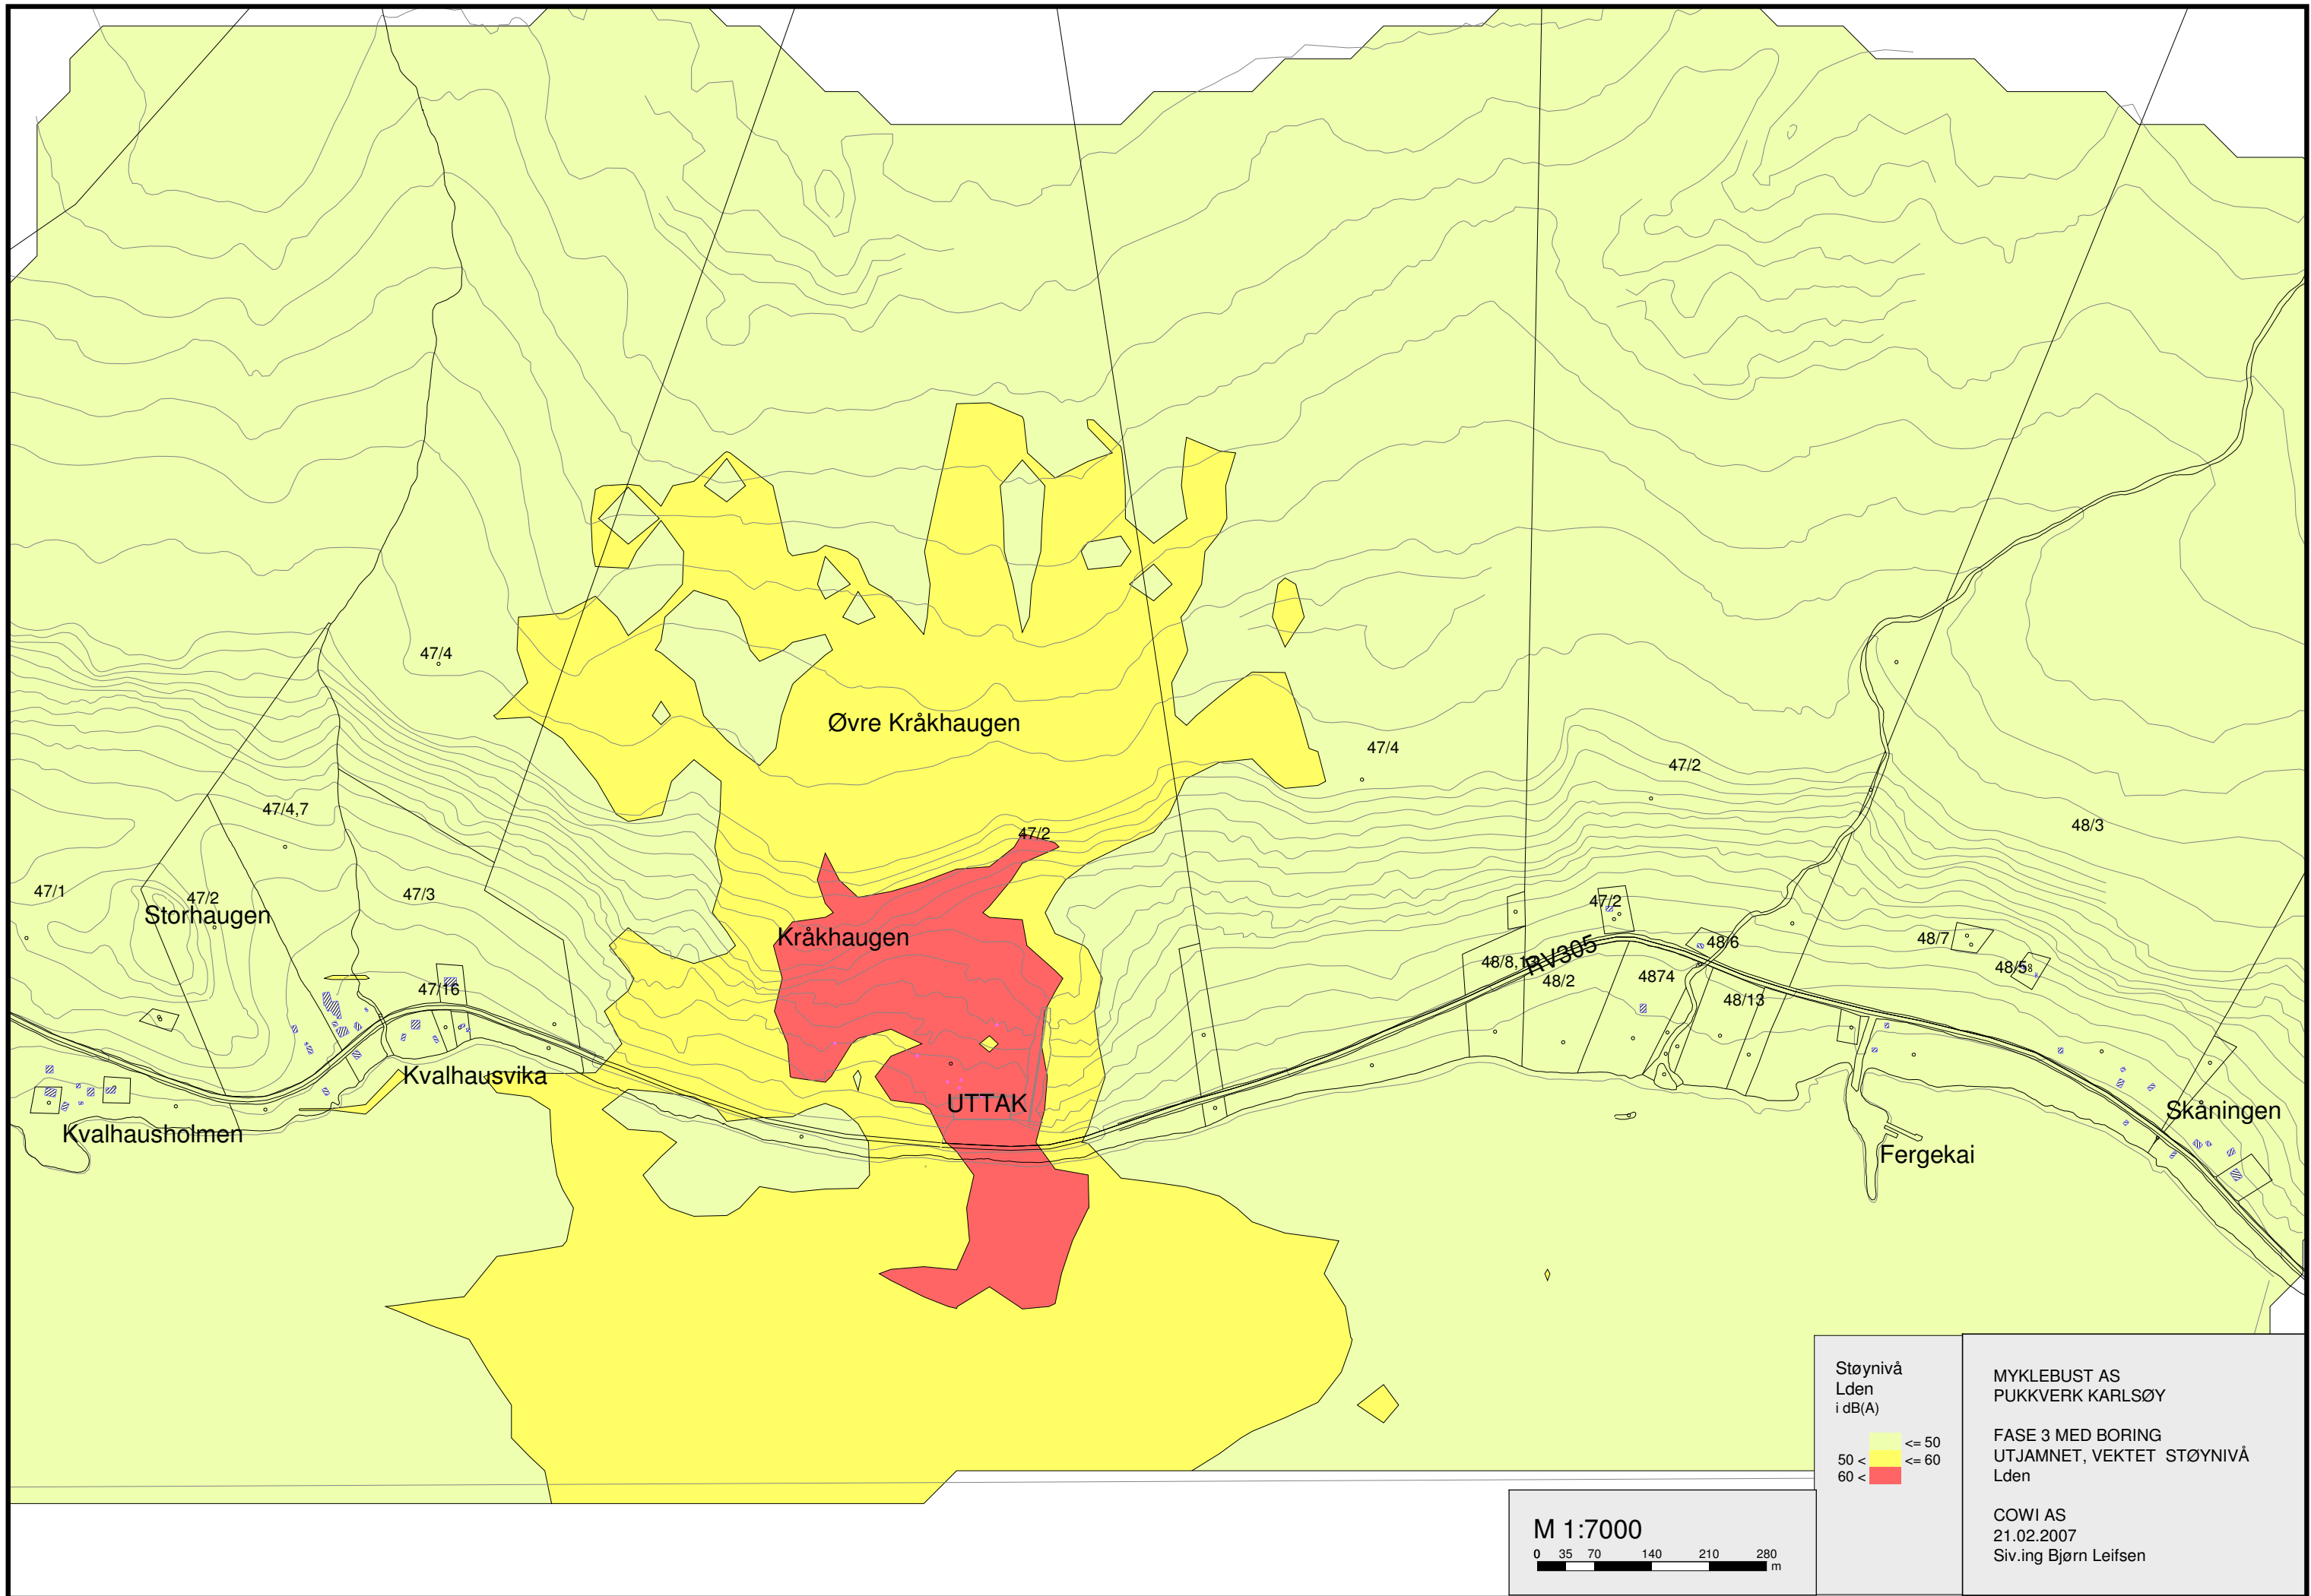 47/4
Øvre Kråkhaugen
47/4
47/2
47/4,7
48/3
47/2
47/1
47/2
47/3
Storhaugen
47/2
Kråkhaugen
48/6
48/7
RV305
48/2
4874
48/5
47/16
48/13
Kvalhausvika
UTTAK
Skåningen
Kvalhausholmen
Fergekai
Støynivå
Lden
i dB(A)
<= 50
50 < <= 60
60 <
MYKLEBUST AS
PUKKVERK KARLSØY
FASE 3 MED BORING
UTJAMNET, VEKTET STØYNIVÅ
Lden
COWI AS
21.02.2007
Siv.ing Bjørn Leifsen
M 1:7000
0 35 70 140 210 280
m